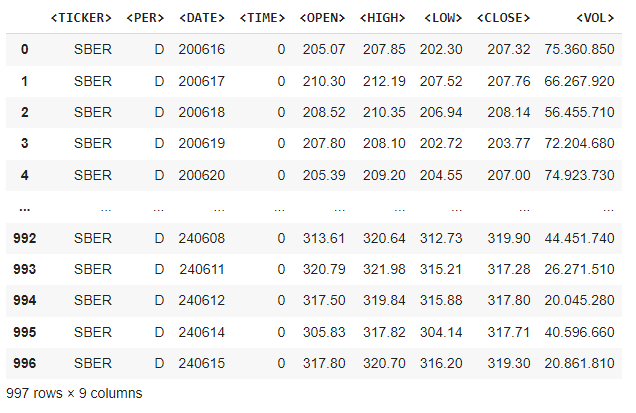 <TICKER> <PER> <DATE> <TIME> <OPEN> <HIGH> <LOW> <CLOSE> <VOL>
0 SBER D 200616 0 205.07 207.85 202.30 207.32 75.360.850
1 SBER D 200617 0 210.30 212.19 207.52 207.76 66.267.920
2 SBER D 200618 0 208.52 210.35 206.94 208.14 56.455.710
3 SBER D 200619 0 207.80 208.10 202.72 203.77 72.204.680
4 SBER D 200620 0 205.39 209.20 204.55 207.00 74.923.730
... ... ... ... ... ... ... ... ... ...
992 SBER D 240608 0 313.61 320.64 312.73 319.90 44.451.740
993 SBER D 240611 0 320.79 321.98 315.21 317.28 26.271.510
994 SBER D 240612 0 317.50 319.84 315.88 317.80 20.045.280
995 SBER D 240614 0 305.83 317.82 304.14 317.71 40.596.660
996 SBER D 240615 0 317.80 320.70 316.20 319.30 20.861.810
997 rows × 9 columns